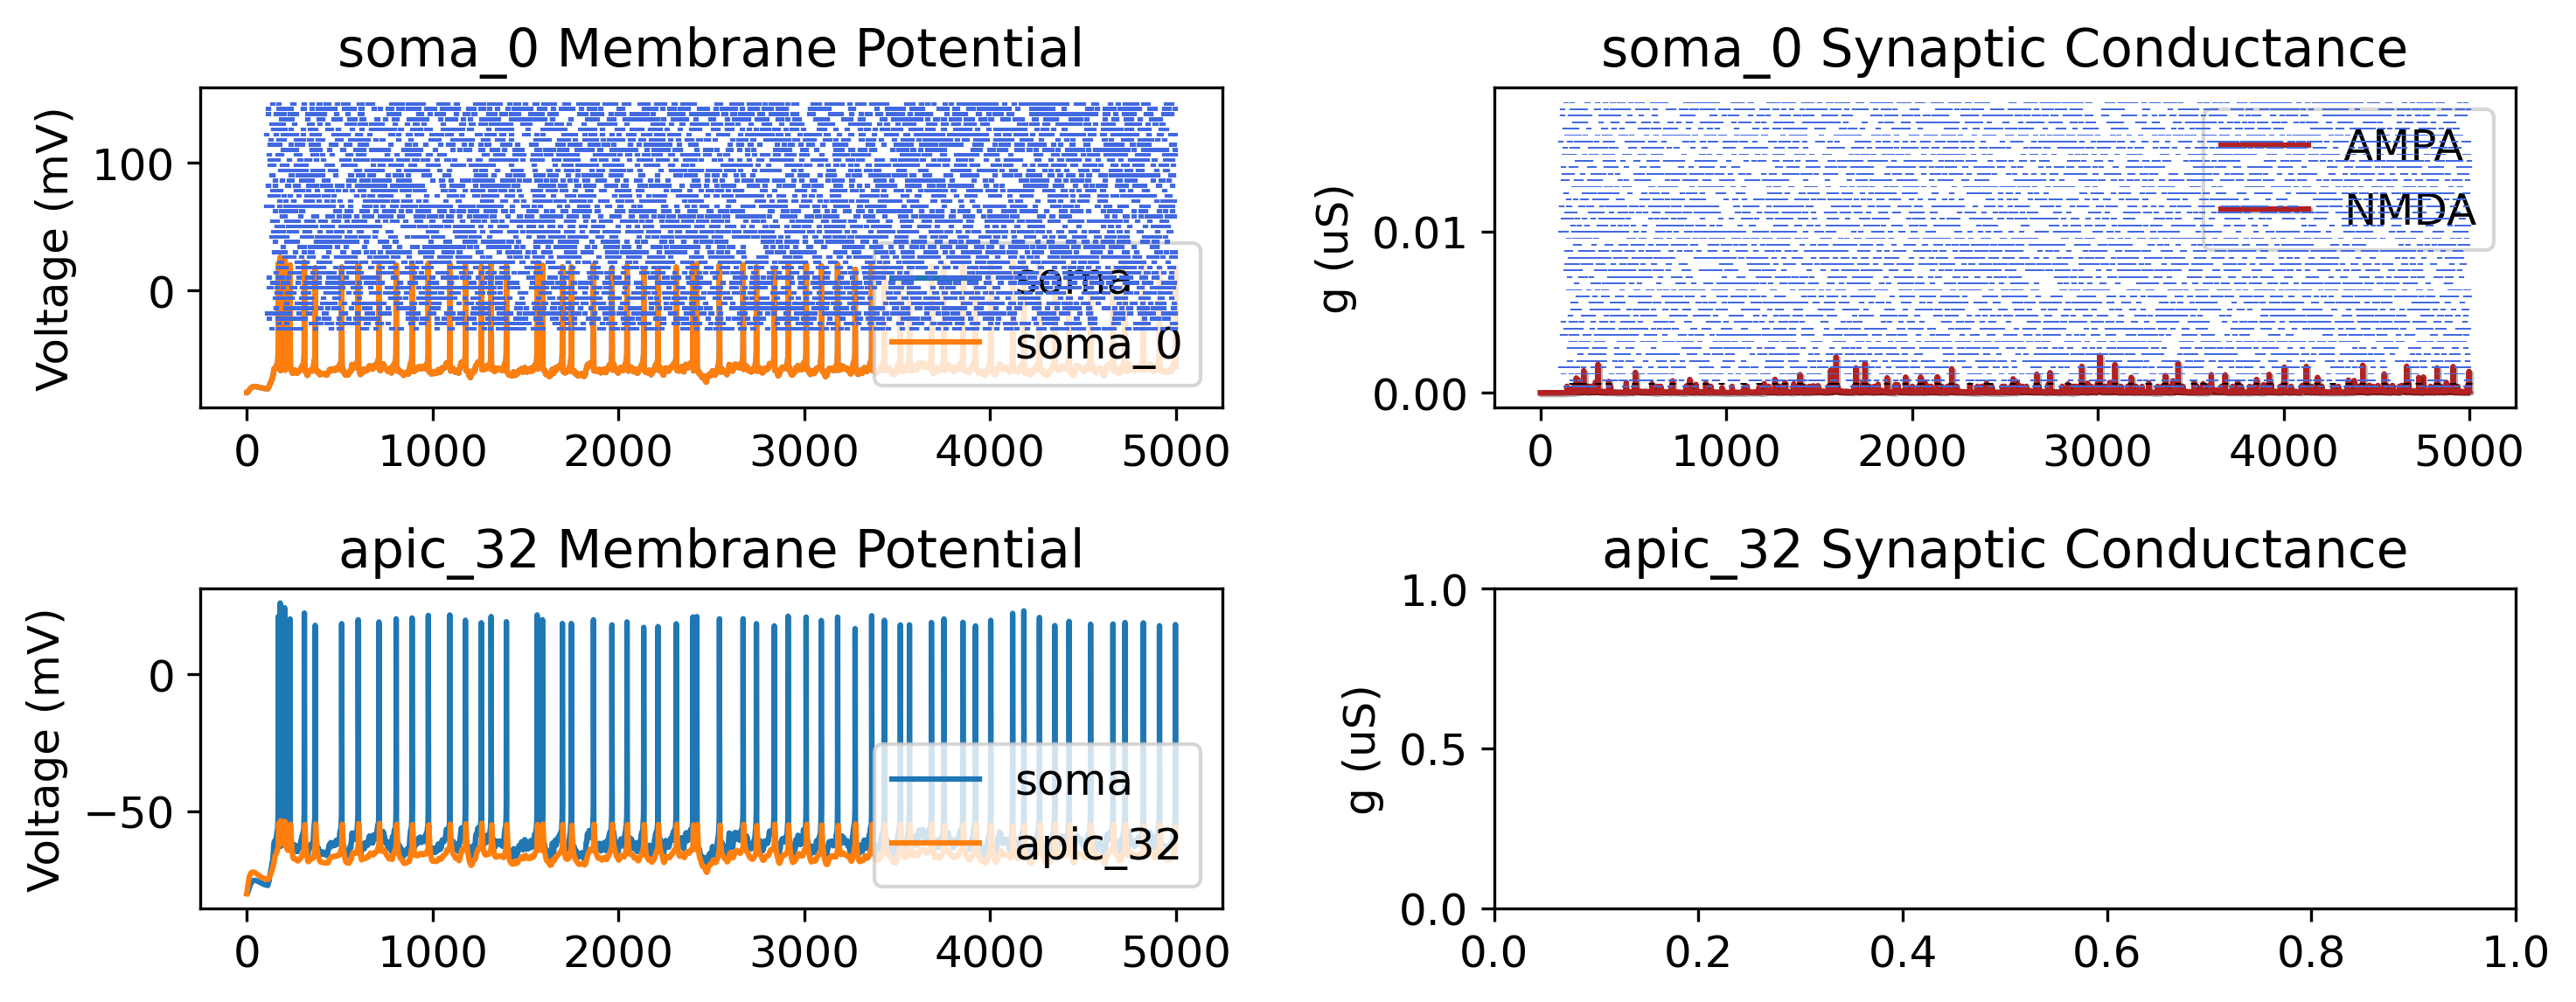 soma_0 Membrane Potential
Voltage (mV)
100
0
soma
soma_0
0 1000 2000 3000 4000 5000
soma_0 Synaptic Conductance
g (uS)
0.01
0.00
AMPA
NMDA
0 1000 2000 3000 4000 5000
apic_32 Membrane Potential
Voltage (mV)
0
−50
soma
apic_32
0 1000 2000 3000 4000 5000
apic_32 Synaptic Conductance
g (uS)
1.0
0.5
0.0
0.0 0.2 0.4 0.6 0.8 1.0